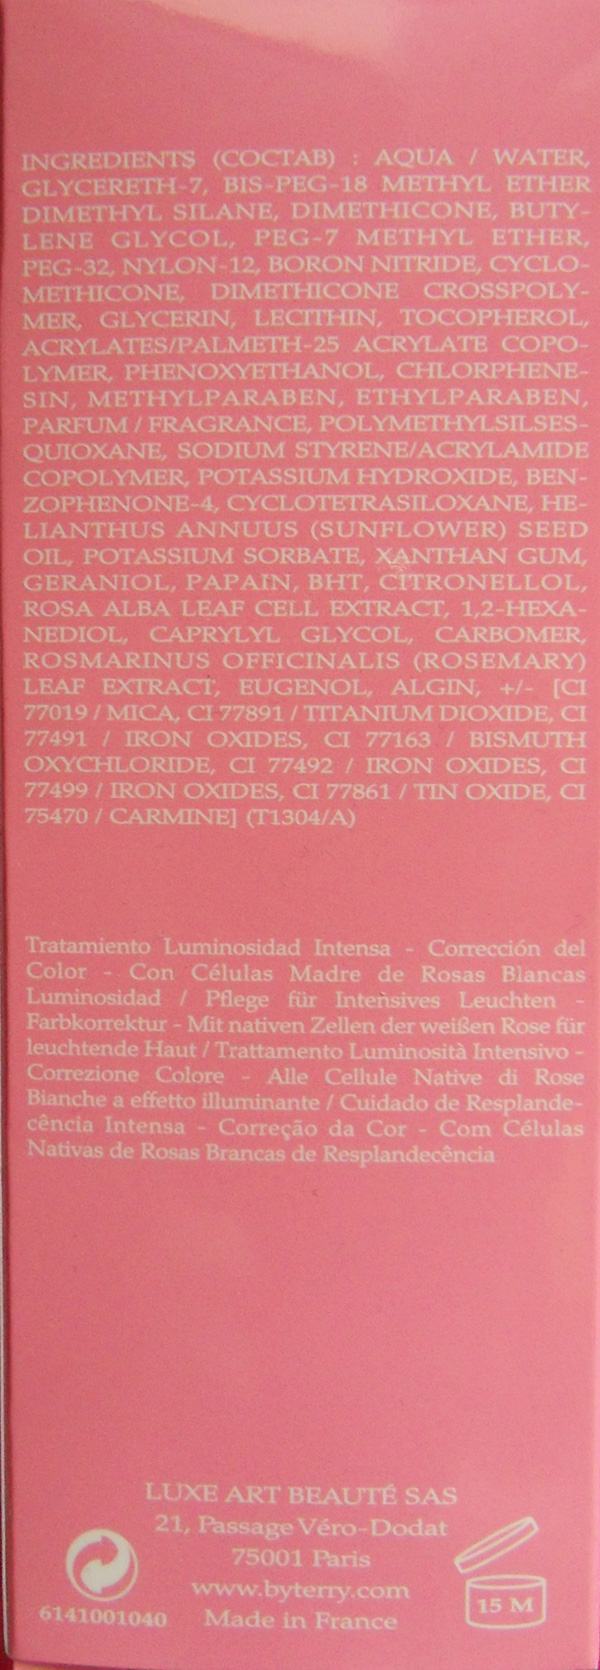 INGREDIENTS (COCTAB) : AQUA / WATER,
GLYCERETH-7, BIS-PEG-18 METHYL ETHER
DIMETHYL SILANE, DIMETHICONE, BUTY-
LENE GLYCOL, PEG-7 METHYL ETHER,
PEG-32, NYLON-12, BORON NITRIDE, CYCLO-
METHICONE, DIMETHICONE CROSSPOLY-
MER, GLYCERIN, LECITHIN, TOCOPHEROL,
ACRYLATES/PALMETH-25 ACRYLATE COPO-
LYMER, PHENOXYETHANOL, CHLORPHENE-
SIN, METHYLPARABEN, ETHYLPARABEN,
PARFUM / FRAGRANCE, POLYMETHYLSILSES-
QUIOXANE, SODIUM STYRENE/ACRYLAMIDE
COPOLYMER, POTASSIUM HYDROXIDE, BEN-
ZOPHENONE-4, CYCLOTETRASILOXANE, HE-
LIANTHUS ANNUUS (SUNFLOWER) SEED
OIL, POTASSIUM SORBATE, XANTHAN GUM,
GERANIOL, PAPAIN, BHT, CITRONELLOL,
ROSA ALBA LEAF CELL EXTRACT, 1,2-HEXA-
NEDIOL, CAPRYLYL GLYCOL, CARBOMER,
ROSMARINUS OFFICINALIS (ROSEMARY)
LEAF EXTRACT, EUGENOL, ALGIN, +/- [CI
77019 / MICA, CI 77891 / TITANIUM DIOXIDE, CI
77491 / IRON OXIDES, CI 77163 / BISMUTH
OXYCHLORIDE, CI 77492 / IRON OXIDES, CI
77499 / IRON OXIDES, CI 77861 / TIN OXIDE, CI
75470 / CARMINE] (T1304/A)
Tratamiento Luminosidad Intensa - Corrección del
Color - Con Células Madre de Rosas Blancas
Luminosidad / Pflege für Intensives Leuchten -
Farbkorrektur - Mit nativen Zellen der weißen Rose für
leuchtende Haut / Trattamento Luminosità Intensivo -
Correzione Colore - Alle Cellule Native di Rose
Bianche a effetto illuminante / Cuidado de Resplande-
cência Intensa - Correção da Cor - Com Células
Nativas de Rosas Brancas de Resplandecência
LUXE ART BEAUTÉ SAS
21, Passage Véro-Dodat
75001 Paris
www.byterry.com
Made in France
6141001040
15 M